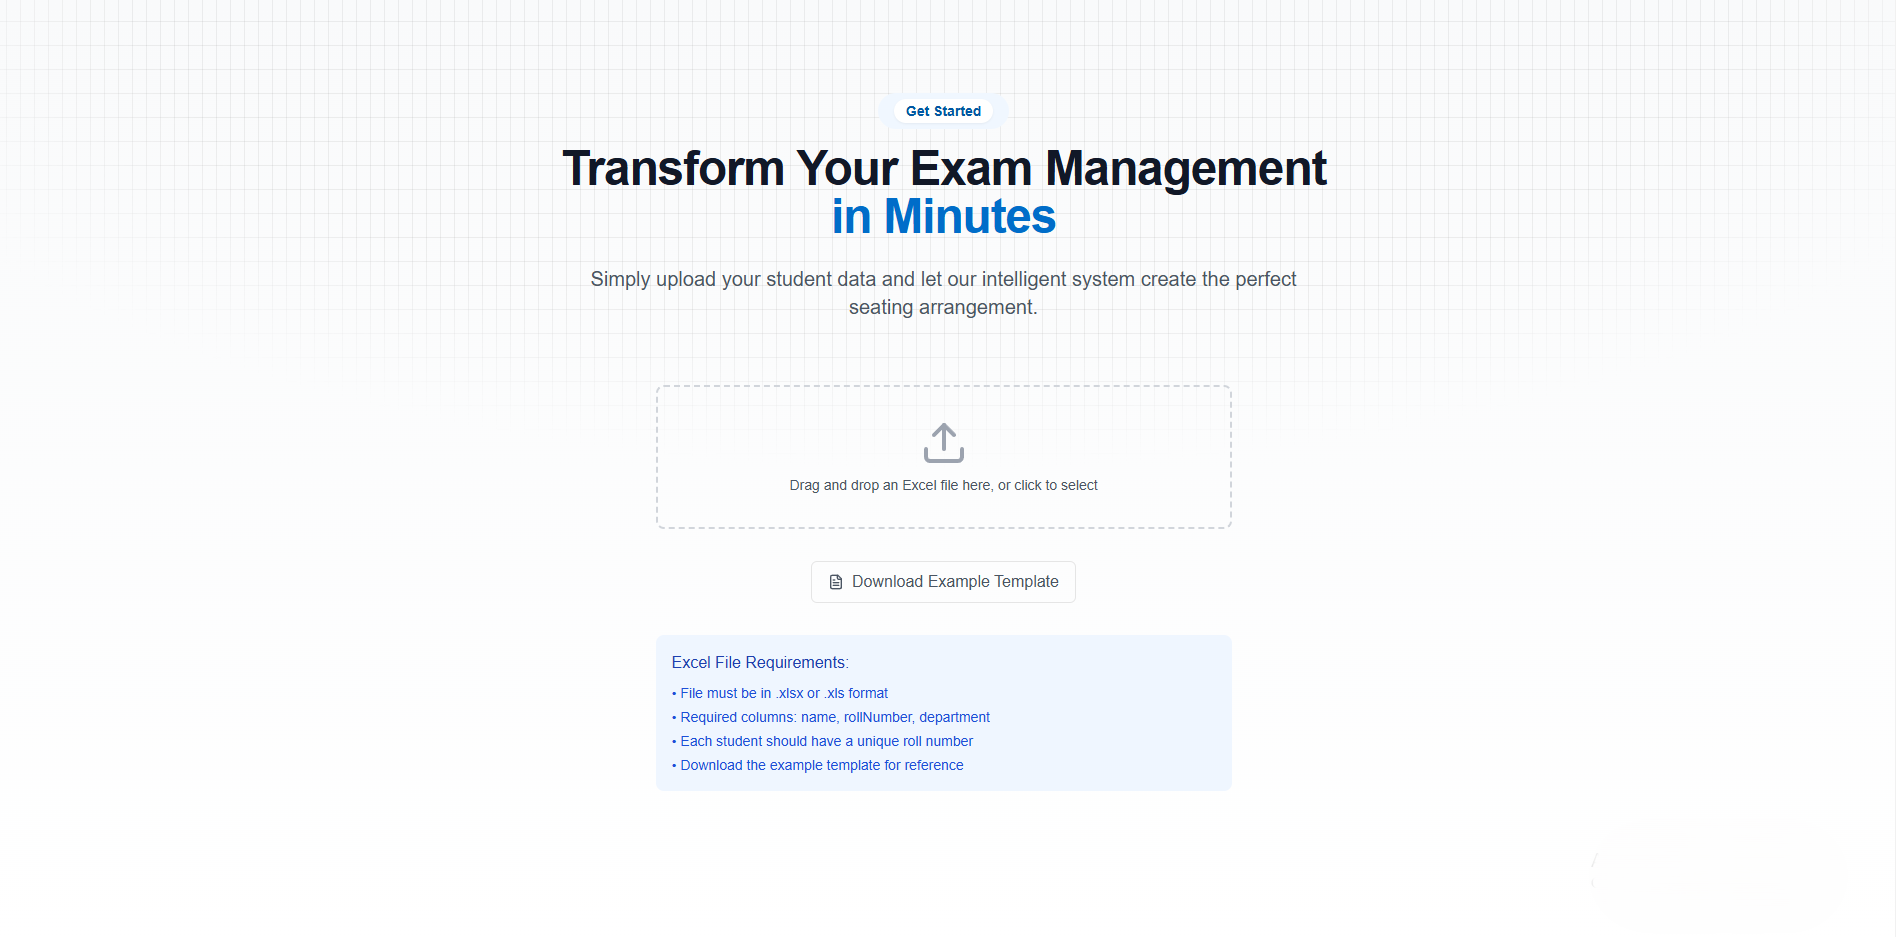 Get Started
Transform Your Exam Management
in Minutes
Simply upload your student data and let our intelligent system create the perfect
seating arrangement.
Drag and drop an Excel file here, or click to select
Download Example Template
Excel File Requirements:
• File must be in .xlsx or .xls format
• Required columns: name, rollNumber, department
• Each student should have a unique roll number
• Download the example template for reference